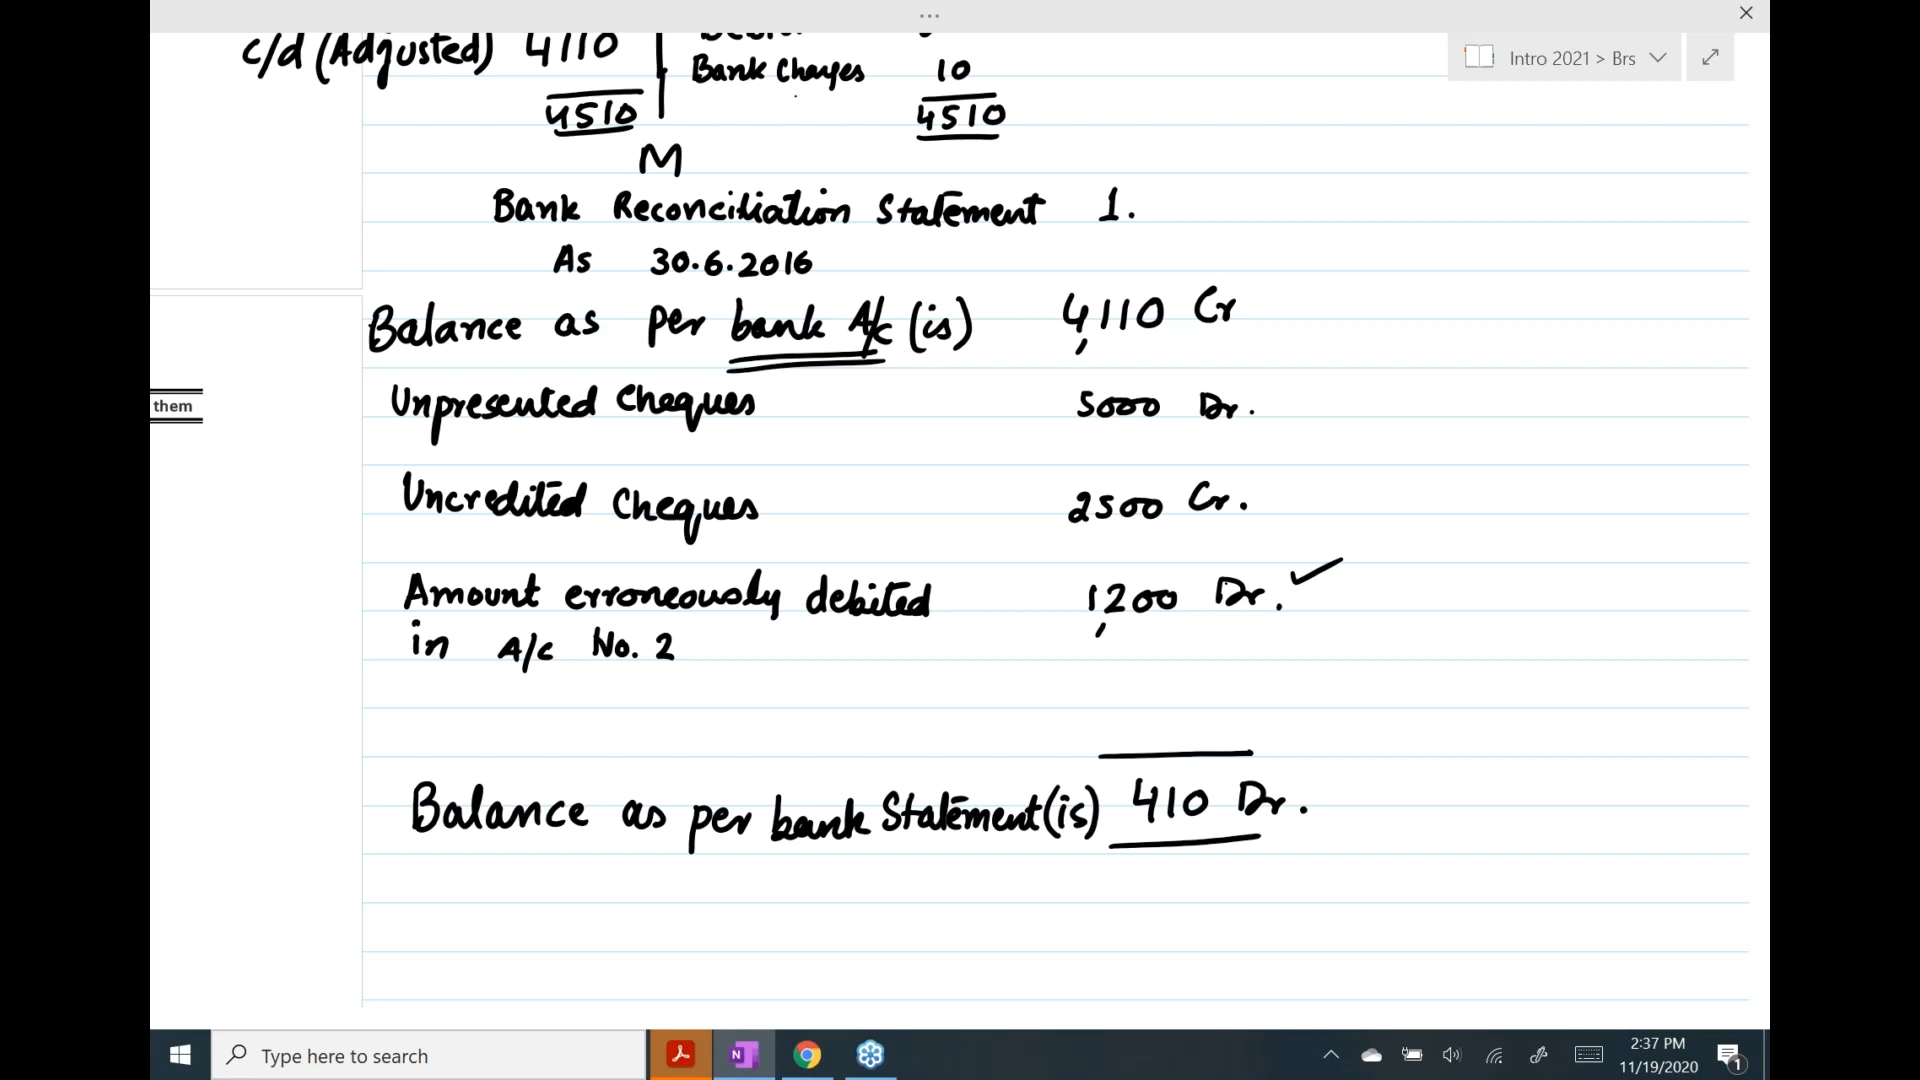 ...
Intro 2021 > Brs
c/d (Adjusted) 4110
Bank Charges 10
4510 4510
M
Bank Reconciliation Statement 1.
As 30.6.2016
Balance as per bank A/c (is) 4,110 Cr
Unpresented Cheques 5000 Dr.
them
Uncredited Cheques 2500 Cr.
Amount erroneously debited 1,200 Dr. ✓
in A/c No. 2
Balance as per bank Statement (is) 410 Dr.
Type here to search
N
2:37 PM
11/19/2020
1